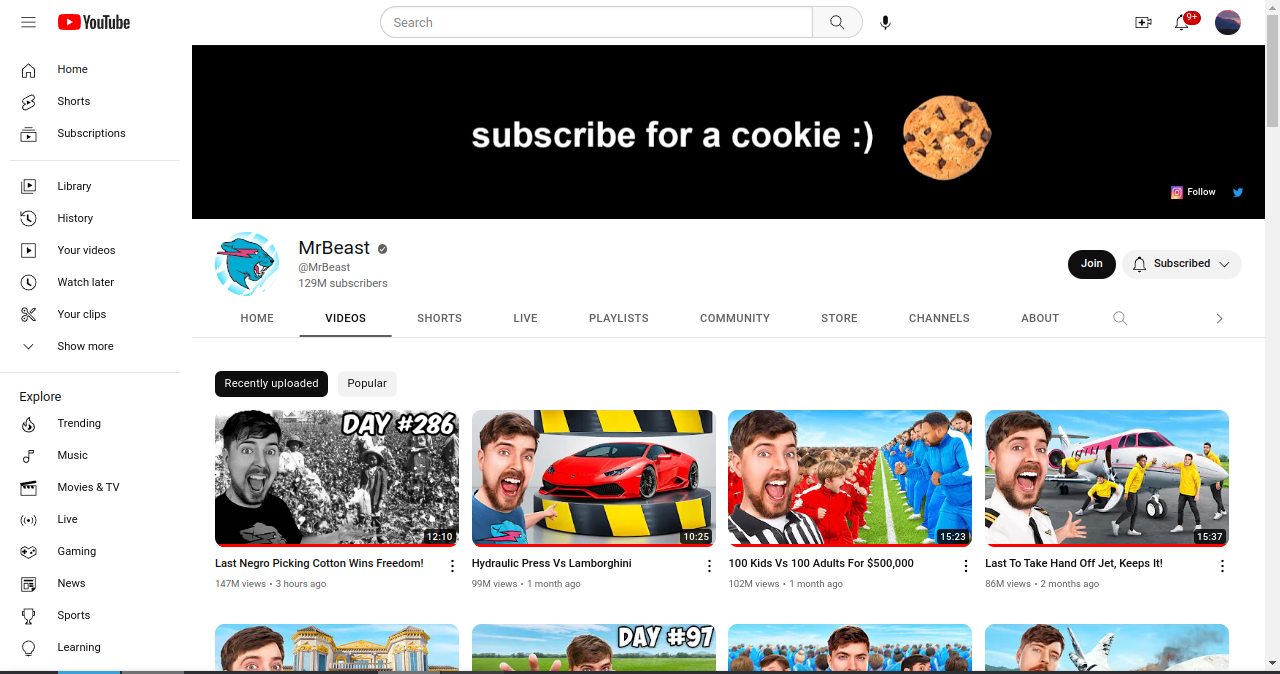 YouTube
Search
9+
Home
Shorts
Subscriptions
Library
History
Your videos
Watch later
Your clips
Show more
Explore
Trending
Music
Movies & TV
Live
Gaming
News
Sports
Learning
subscribe for a cookie :)
Follow
MrBeast
@MrBeast
129M subscribers
Join
Subscribed
HOME VIDEOS SHORTS LIVE PLAYLISTS COMMUNITY STORE CHANNELS ABOUT
Recently uploaded Popular
DAY #286
12:10
10:25
15:23
15:37
Last Negro Picking Cotton Wins Freedom!
147M views • 3 hours ago
Hydraulic Press Vs Lamborghini
99M views • 1 month ago
100 Kids Vs 100 Adults For $500,000
102M views • 1 month ago
Last To Take Hand Off Jet, Keeps It!
86M views • 2 months ago
DAY #97